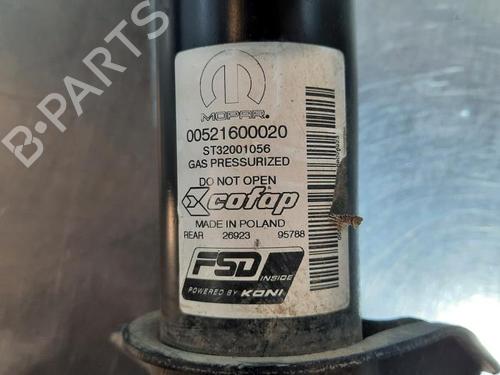 MOPAR.
00521600020
ST32001056
GAS PRESSURIZED
DO NOT OPEN
cofap
MADE IN POLAND
REAR 26923 95788
FSD INSIDE
POWERED BY KONI
B-PARTS